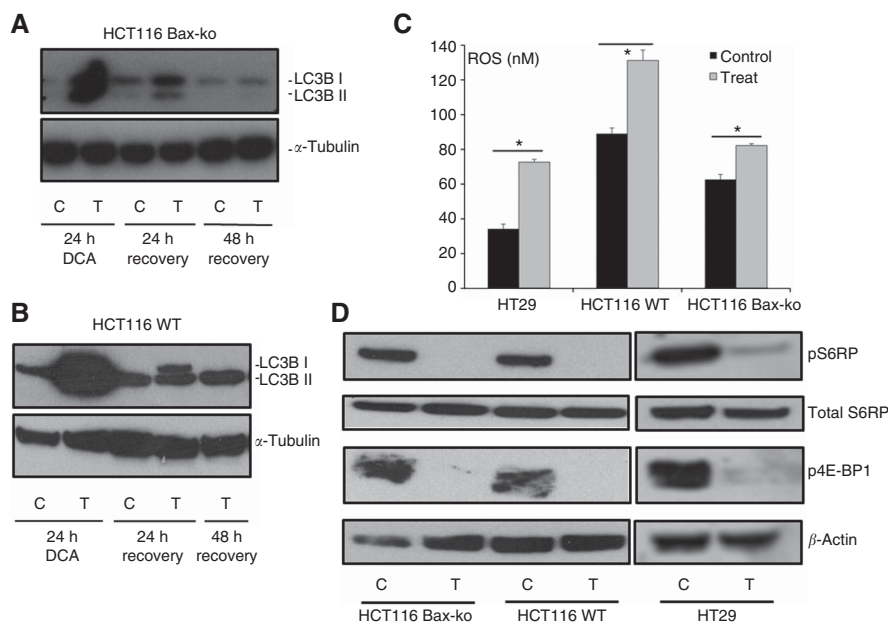 A
HCT116 Bax-ko
LC3B I
LC3B II
α-Tubulin
C T C T C T
24 h 24 h 48 h
DCA recovery recovery
B
HCT116 WT
LC3B I
LC3B II
α-Tubulin
C T C T T
24 h 24 h 48 h
DCA recovery recovery
C
140
120
100
80
60
40
20
0
ROS (nM)
Control
Treat
*
*
*
HT29 HCT116 WT HCT116 Bax-ko
D
pS6RP
Total S6RP
p4E-BP1
β-Actin
C T C T C T
HCT116 Bax-ko HCT116 WT HT29